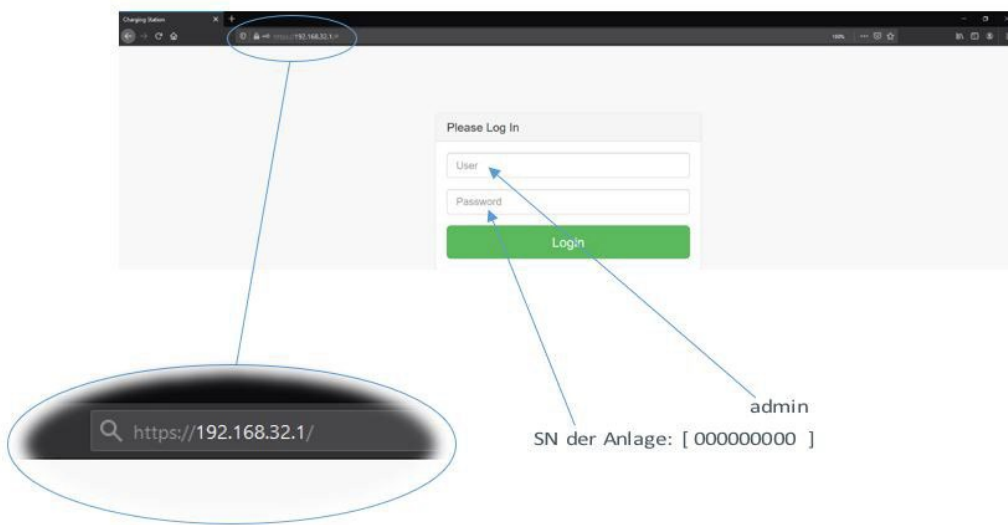 Charging Station
https://192.168.32.1/
100%
Please Log In
User
Password
Login
https://192.168.32.1/
admin
SN der Anlage: [ 000000000 ]